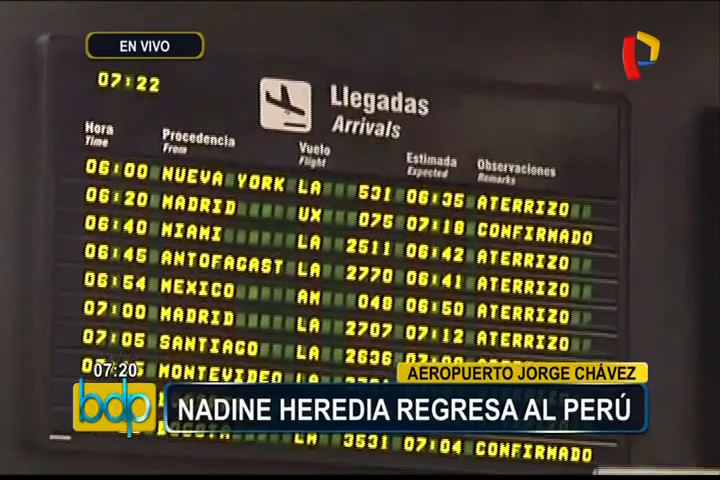 EN VIVO
07:22
Llegadas
Arrivals
Hora Procedencia Vuelo Estimada Observaciones
Time From Flight Expected Remarks
06:00 NUEVA YORK LA 531 06:35 ATERRIZO
06:20 MADRID UX 075 07:18 CONFIRMADO
06:40 MIAMI LA 2511 06:42 ATERRIZO
06:45 ANTOFAGAST LA 2770 06:41 ATERRIZO
06:54 MEXICO AM 048 06:50 ATERRIZO
07:00 MADRID LA 2707 07:12 ATERRIZO
07:05 SANTIAGO LA 2636 ATERRIZO
MONTEVIDEO LA
07:20
AEROPUERTO JORGE CHÁVEZ
bdp
NADINE HEREDIA REGRESA AL PERÚ
LA 3531 07:04 CONFIRMADO